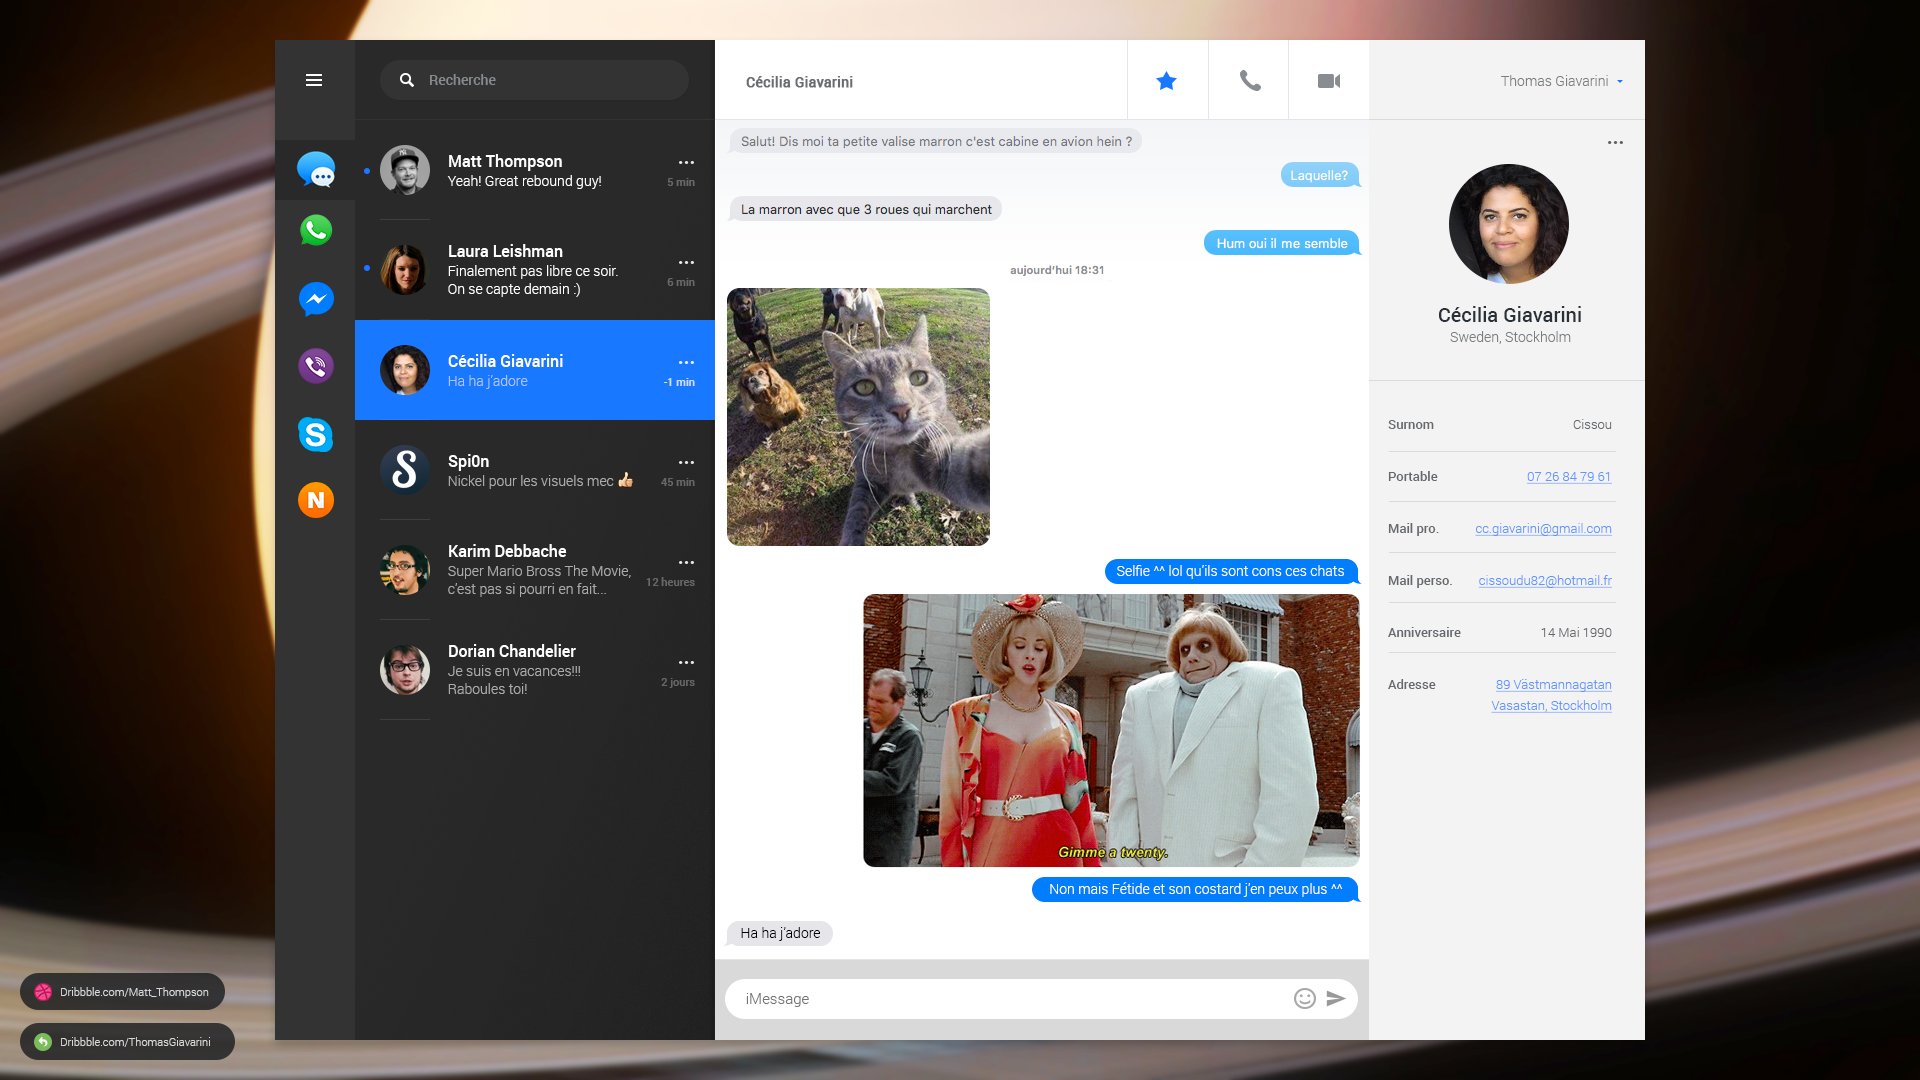 Recherche
Matt Thompson
Yeah! Great rebound guy!
5 min
Laura Leishman
Finalement pas libre ce soir.
On se capte demain :)
6 min
Cécilia Giavarini
Ha ha j'adore
-1 min
Spi0n
Nickel pour les visuels mec 👍
45 min
Karim Debbache
Super Mario Bross The Movie,
c'est pas si pourri en fait...
12 heures
Dorian Chandelier
Je suis en vacances!!!
Raboules toi!
2 jours
Cécilia Giavarini
Salut! Dis moi ta petite valise marron c'est cabine en avion hein ?
Laquelle?
La marron avec que 3 roues qui marchent
Hum oui il me semble
aujourd'hui 18:31
Selfie ^^ lol qu'ils sont cons ces chats
Gimme a twenty.
Non mais Fétide et son costard j'en peux plus ^^
Ha ha j'adore
iMessage
Thomas Giavarini
Cécilia Giavarini
Sweden, Stockholm
Surnom Cissou
Portable 07 26 84 79 61
Mail pro. cc.giavarini@gmail.com
Mail perso. cissoudu82@hotmail.fr
Anniversaire 14 Mai 1990
Adresse 89 Västmannagatan
Vasastan, Stockholm
Dribbble.com/Matt_Thompson
Dribbble.com/ThomasGiavarini